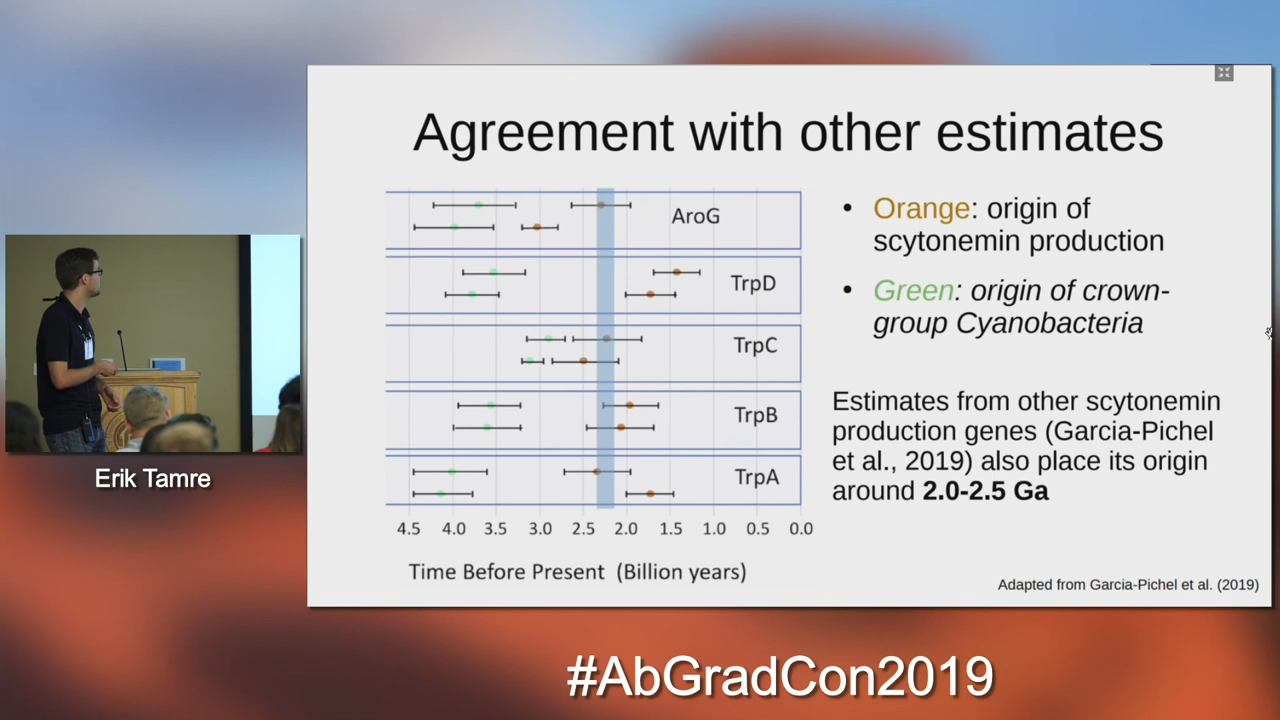 Agreement with other estimates
AroG
TrpD
TrpC
TrpB
TrpA
4.5 4.0 3.5 3.0 2.5 2.0 1.5 1.0 0.5 0.0
Time Before Present (Billion years)
• Orange: origin of
scytonemin production
• Green: origin of crown-
group Cyanobacteria
Estimates from other scytonemin
production genes (Garcia-Pichel
et al., 2019) also place its origin
around 2.0-2.5 Ga
Adapted from Garcia-Pichel et al. (2019)
Erik Tamre
#AbGradCon2019